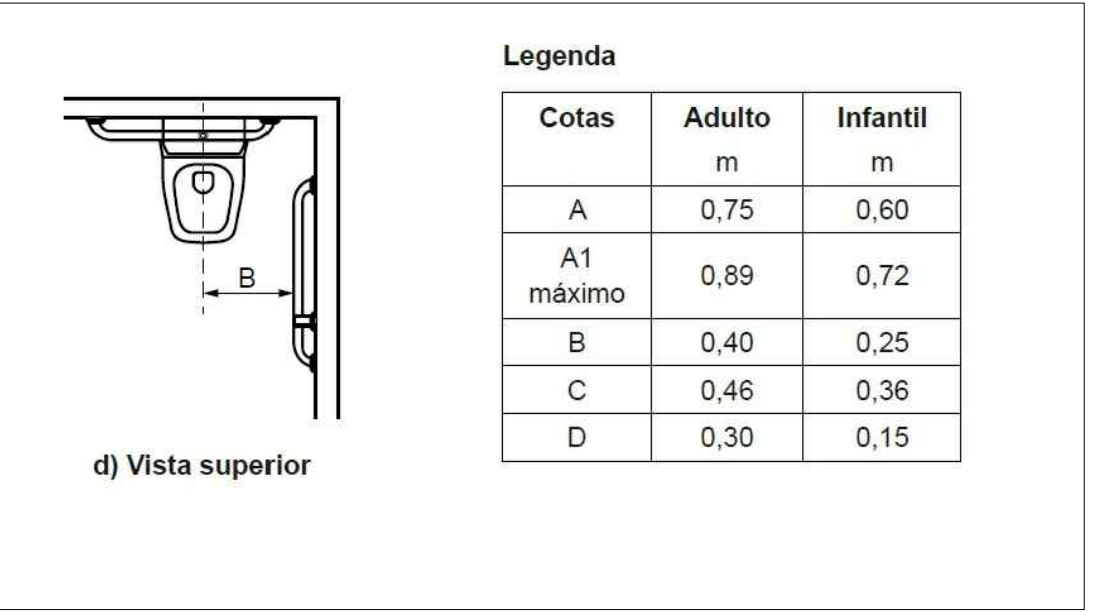 Legenda
Cotas Adulto Infantil
m m
A 0,75 0,60
A1
máximo 0,89 0,72
B 0,40 0,25
C 0,46 0,36
D 0,30 0,15
B
d) Vista superior